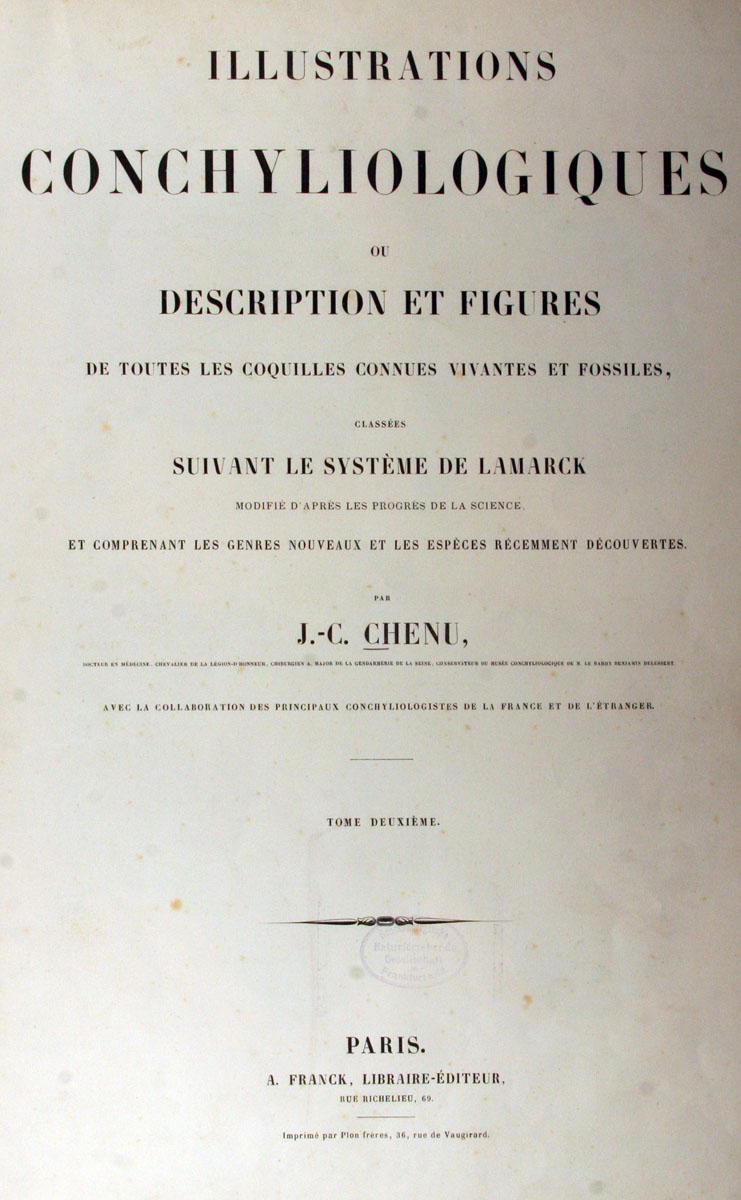 ILLUSTRATIONS
CONCHYLIOLOGIQUES
OU
DESCRIPTION ET FIGURES
DE TOUTES LES COQUILLES CONNUES VIVANTES ET FOSSILES,
CLASSÉES
SUIVANT LE SYSTÈME DE LAMARCK
MODIFIÉ D'APRÈS LES PROGRÈS DE LA SCIENCE,
ET COMPRENANT LES GENRES NOUVEAUX ET LES ESPÈCES RÉCEMMENT DÉCOUVERTES.
PAR
J.-C. CHENU,
DOCTEUR EN MÉDECINE, CHEVALIER DE LA LÉGION-D'HONNEUR, CHIRURGIEN A. MAJOR DE LA GENDARMERIE DE LA SEINE, CONSERVATEUR DU MUSÉE CONCHYLIOLOGIQUE DE M. LE BARON BENJAMIN DELESSERT.
AVEC LA COLLABORATION DES PRINCIPAUX CONCHYLIOLOGISTES DE LA FRANCE ET DE L'ÉTRANGER.
TOME DEUXIÈME.
Gesellschaft
PARIS.
A. FRANCK, LIBRAIRE-ÉDITEUR,
RUE RICHELIEU, 69.
Imprimé par Plon frères, 36, rue de Vaugirard.